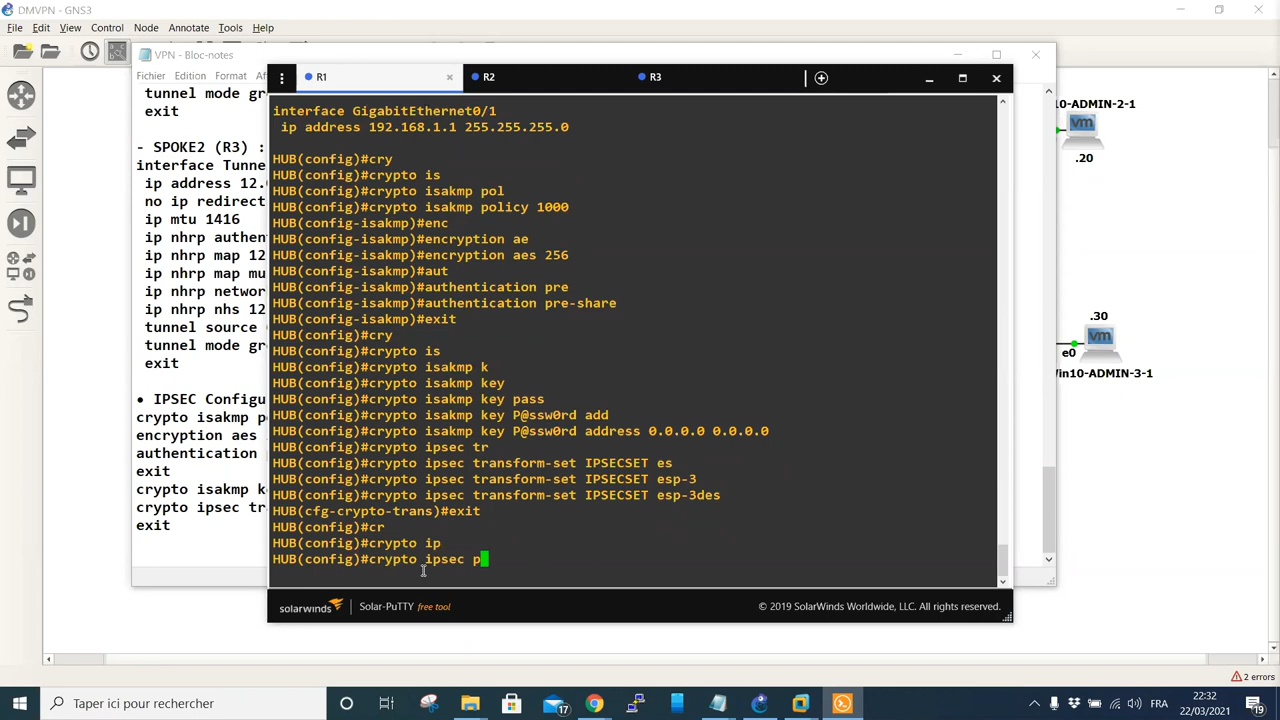 DMVPN - GNS3
File Edit View Control Node Annotate Tools Help
VPN - Bloc-notes
Fichier Edition Format
tunnel mode
exit
- SPOKE2 (R3) :
interface
ip address
no ip redirect
ip mtu 1416
ip nhrp
ip nhrp map
ip nhrp map
ip nhrp
ip nhrp nhs
tunnel source
tunnel mode
exit
• IPSEC
crypto isakmp
encryption aes
authentication
exit
crypto isakmp
crypto ipsec
exit
R1 R2 R3
interface GigabitEthernet0/1
ip address 192.168.1.1 255.255.255.0
HUB(config)#cry
HUB(config)#crypto is
HUB(config)#crypto isakmp pol
HUB(config)#crypto isakmp policy 1000
HUB(config-isakmp)#enc
HUB(config-isakmp)#encryption ae
HUB(config-isakmp)#encryption aes 256
HUB(config-isakmp)#aut
HUB(config-isakmp)#authentication pre
HUB(config-isakmp)#authentication pre-share
HUB(config-isakmp)#exit
HUB(config)#cry
HUB(config)#crypto is
HUB(config)#crypto isakmp k
HUB(config)#crypto isakmp key
HUB(config)#crypto isakmp key pass
HUB(config)#crypto isakmp key P@ssw0rd add
HUB(config)#crypto isakmp key P@ssw0rd address 0.0.0.0 0.0.0.0
HUB(config)#crypto ipsec tr
HUB(config)#crypto ipsec transform-set IPSECSET es
HUB(config)#crypto ipsec transform-set IPSECSET esp-3
HUB(config)#crypto ipsec transform-set IPSECSET esp-3des
HUB(cfg-crypto-trans)#exit
HUB(config)#cr
HUB(config)#crypto ip
HUB(config)#crypto ipsec p
solarwinds Solar-PuTTY free tool © 2019 SolarWinds Worldwide, LLC. All rights reserved.
10-ADMIN-2-1
vm
.20
.30
vm
e0
in10-ADMIN-3-1
2 errors
Taper ici pour rechercher
17
FR
22:32
22/03/2021
19